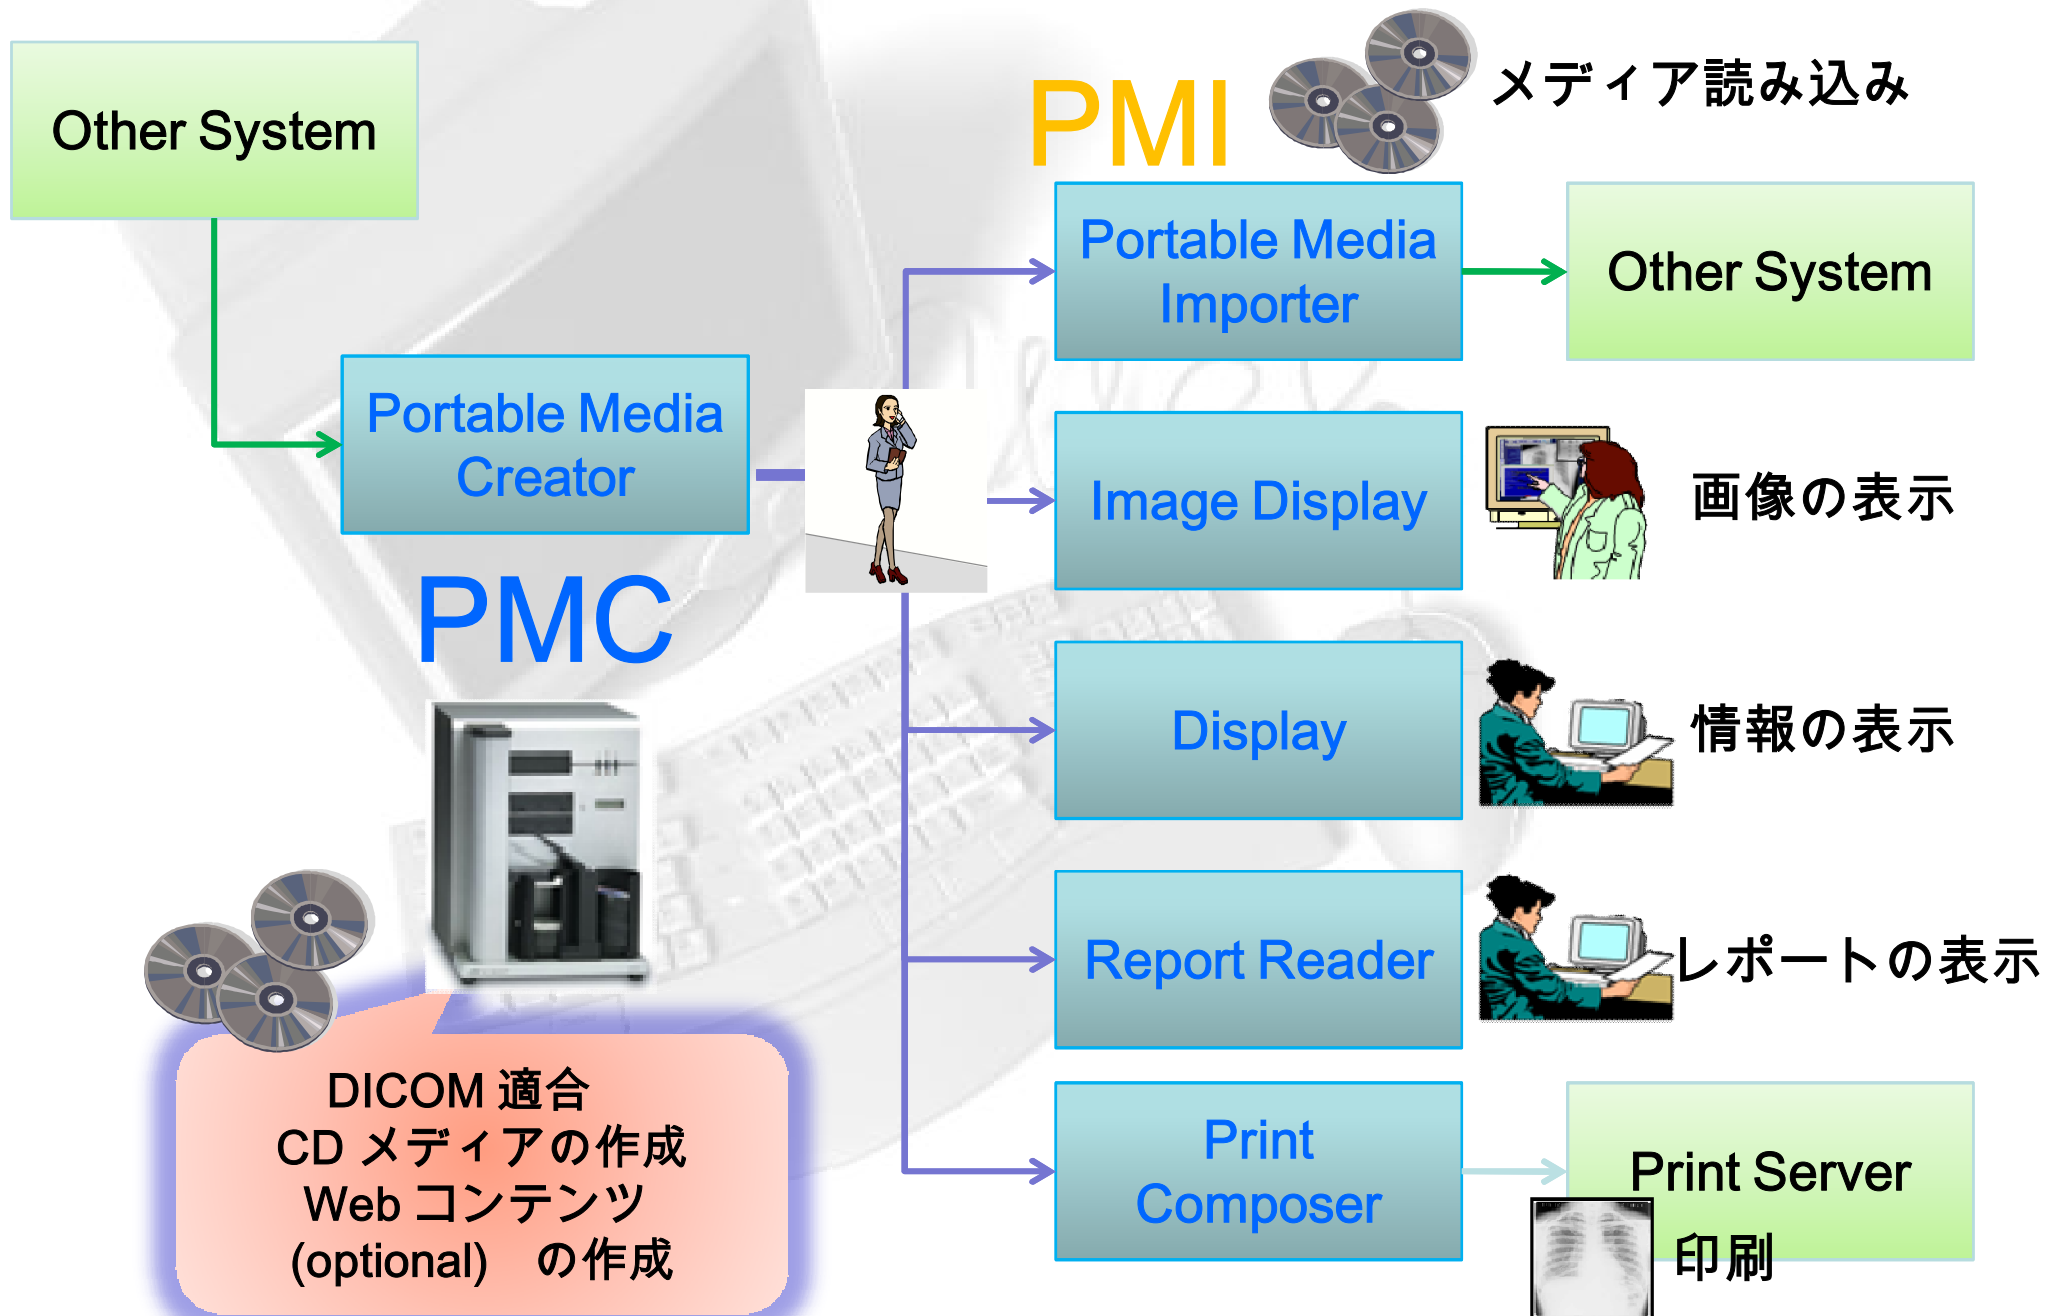 Other System
PMI
メディア読み込み
Portable Media
Importer
Other System
Portable Media
Creator
PMC
Image Display
画像の表示
Display
情報の表示
Report Reader
レポートの表示
DICOM 適合
CD メディアの作成
Web コンテンツ
(optional)　の作成
Print
Composer
Print Server
印刷